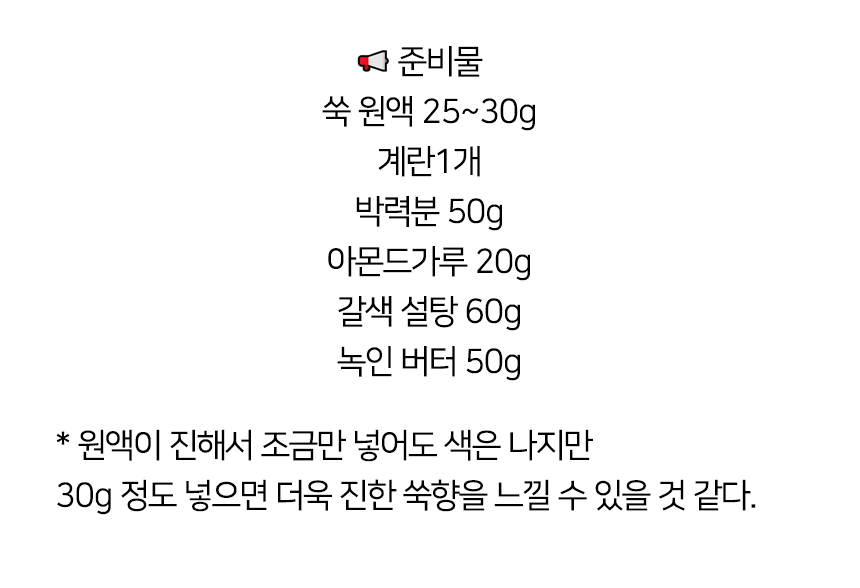 📢 준비물
쑥 원액 25~30g
계란1개
박력분 50g
아몬드가루 20g
갈색 설탕 60g
녹인 버터 50g
* 원액이 진해서 조금만 넣어도 색은 나지만
30g 정도 넣으면 더욱 진한 쑥향을 느낄 수 있을 것 같다.